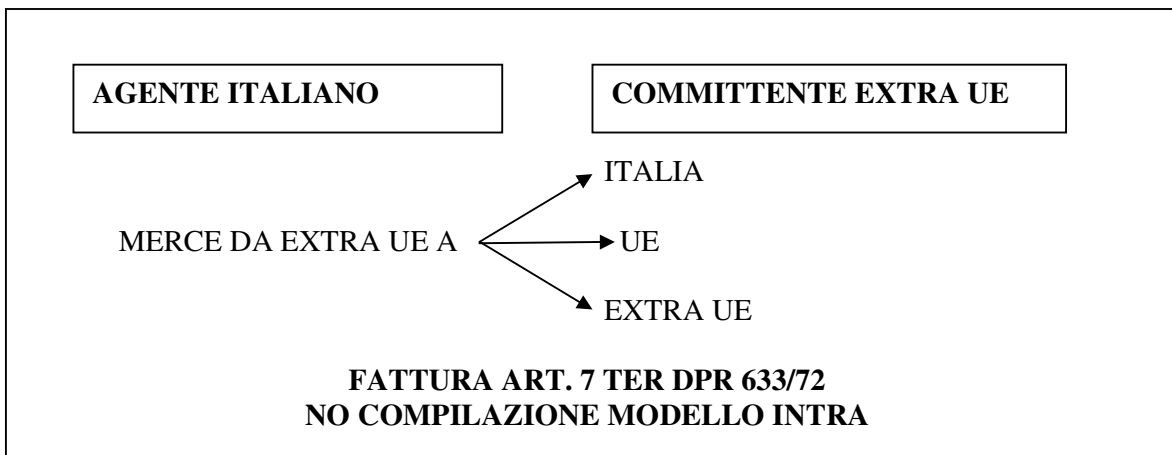 AGENTE ITALIANO
COMMITTENTE EXTRA UE
ITALIA
MERCE DA EXTRA UE A
UE
EXTRA UE
FATTURA ART. 7 TER DPR 633/72
NO COMPILAZIONE MODELLO INTRA